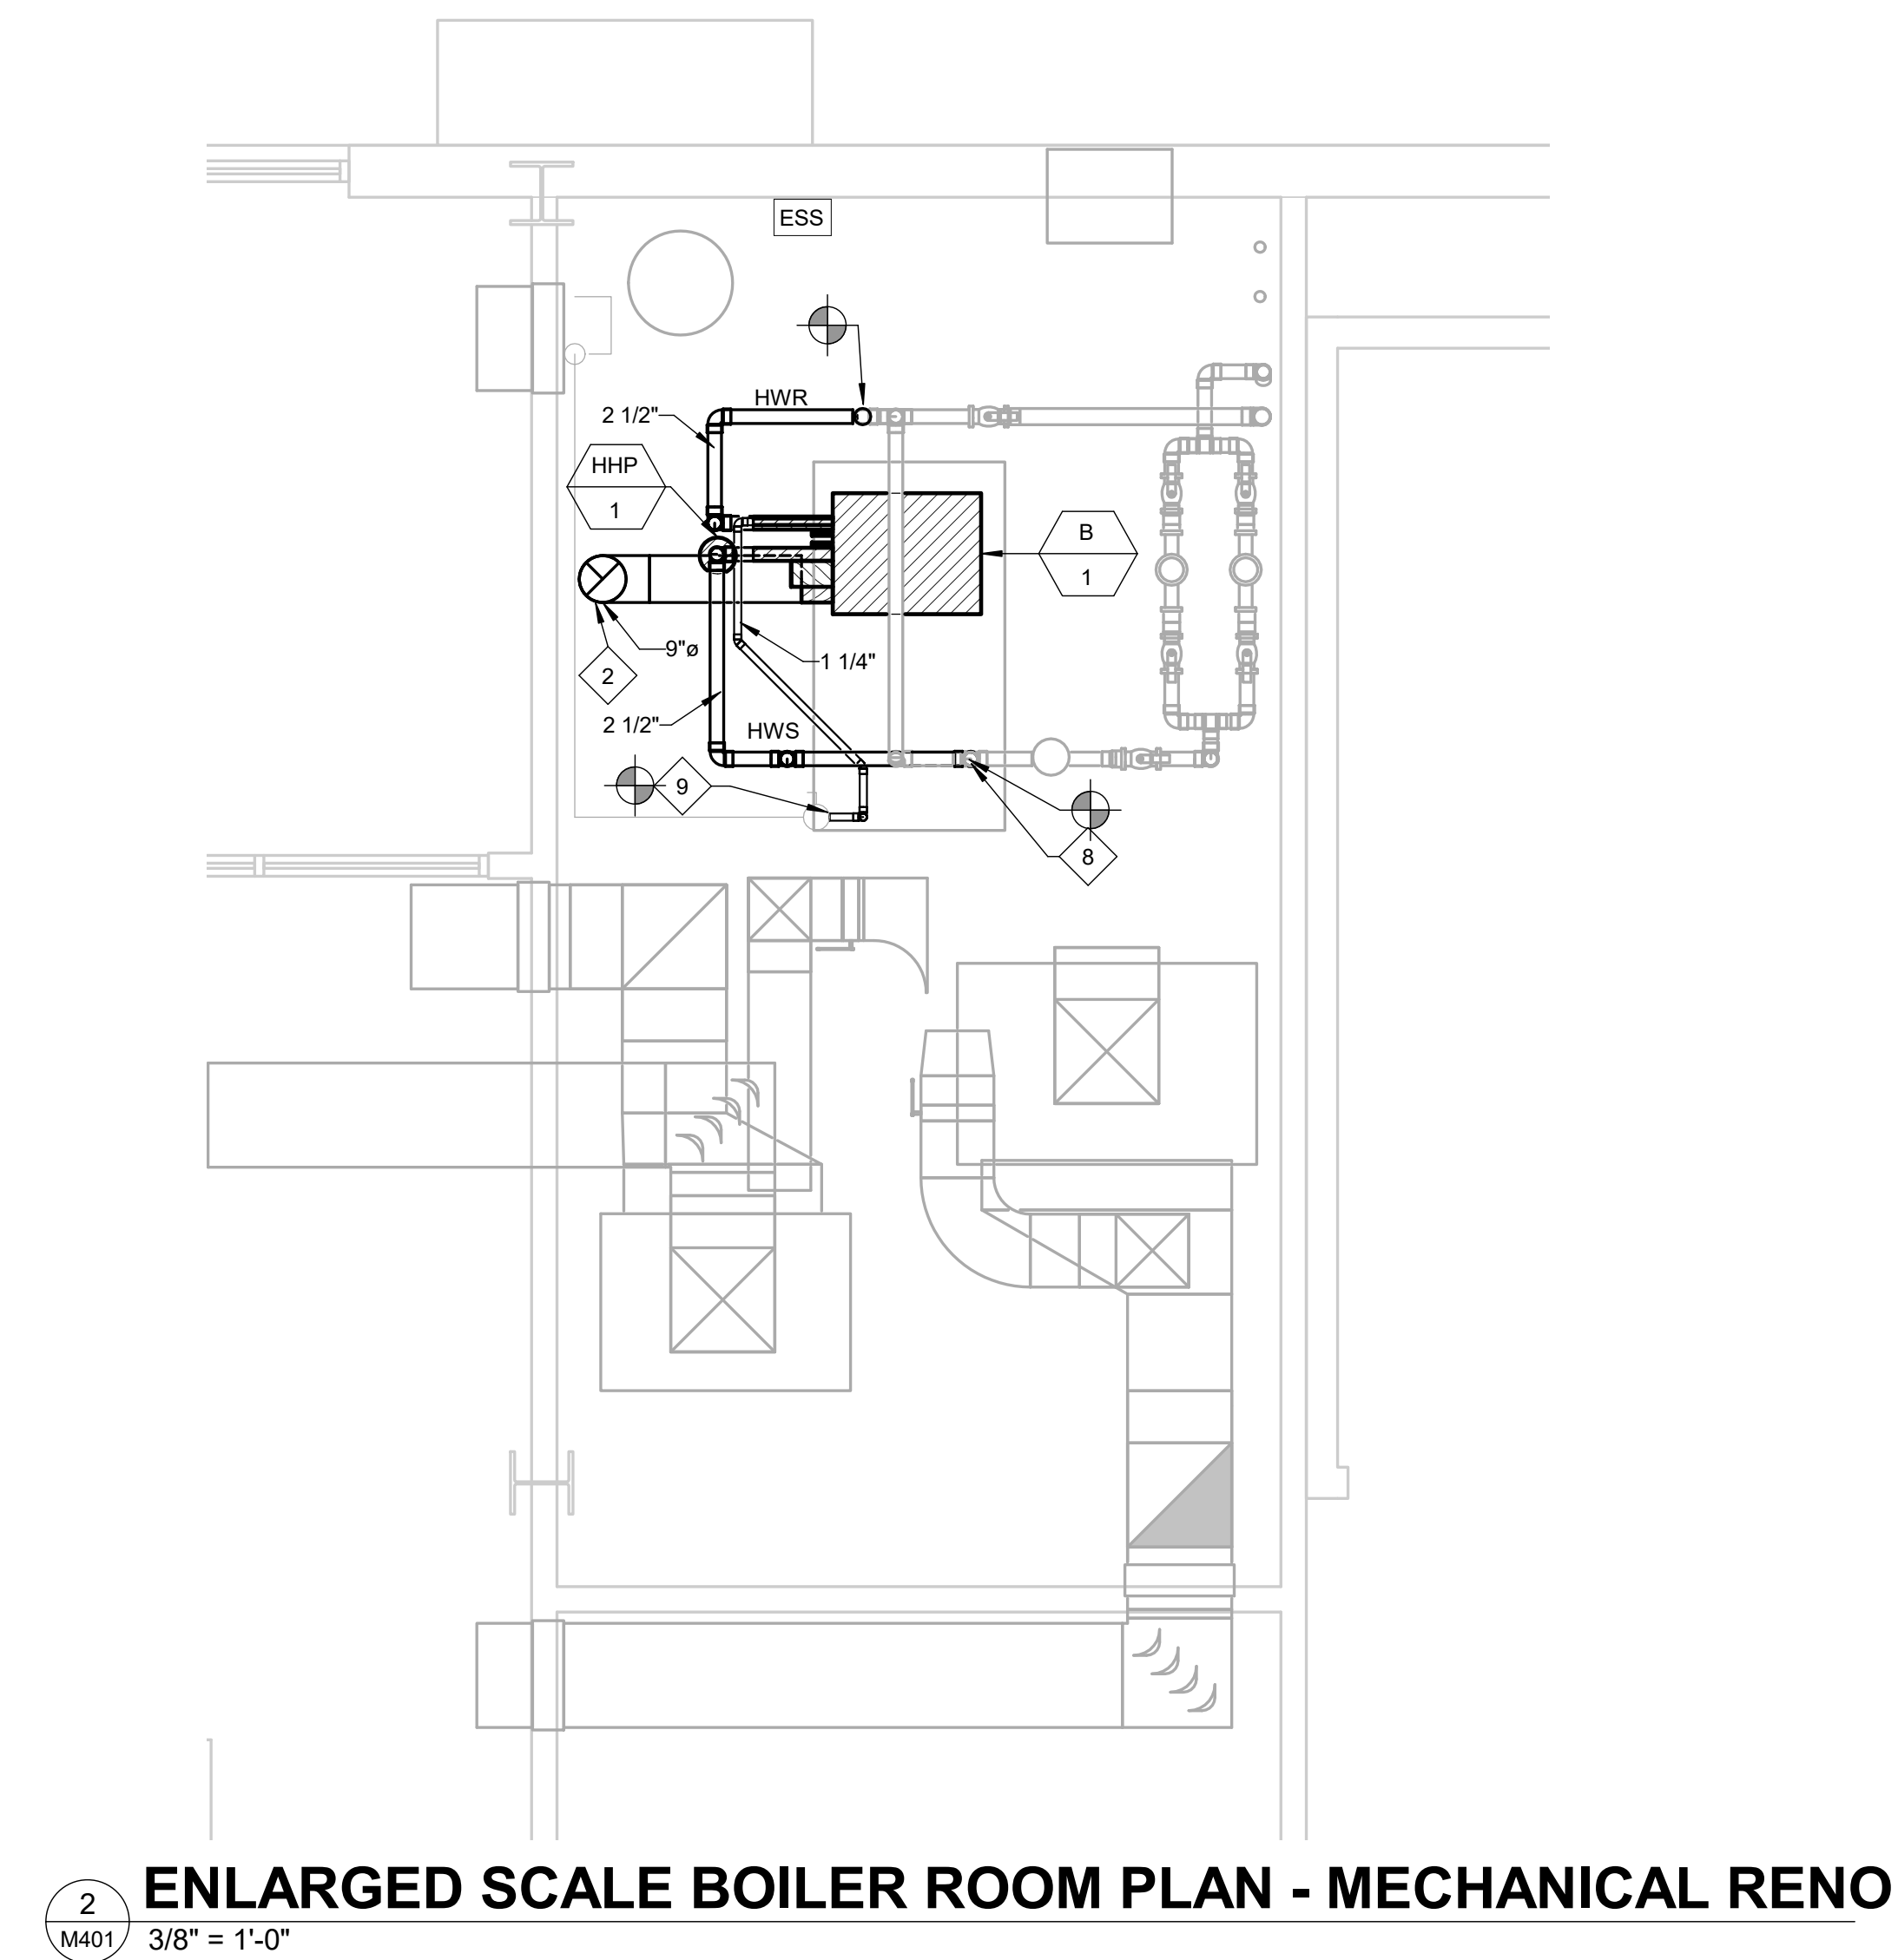 ESS
HWR
2 1/2"
HHP
1
B
1
9"ø
2
1 1/4"
2 1/2"
HWS
9
8
2
M401
ENLARGED SCALE BOILER ROOM PLAN - MECHANICAL RENO
3/8" = 1'-0"